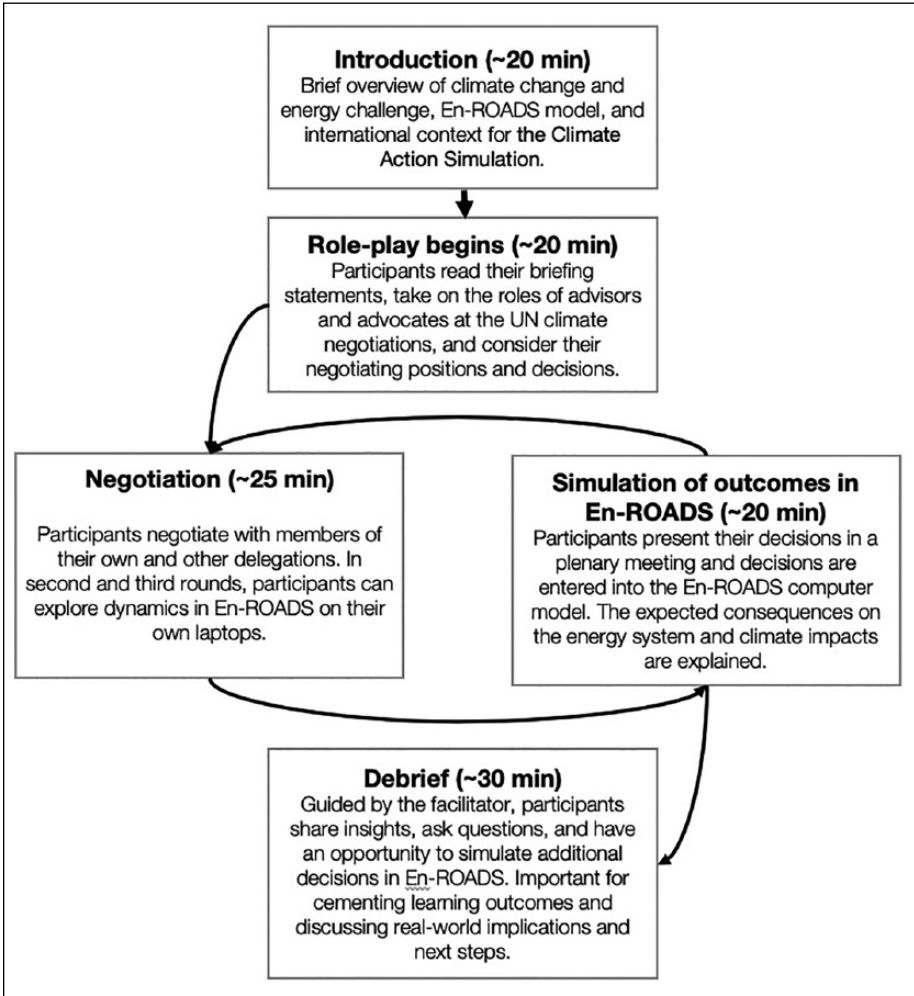 Introduction (~20 min)
Brief overview of climate change and
energy challenge, En-ROADS model, and
international context for the Climate
Action Simulation.
Role-play begins (~20 min)
Participants read their briefing
statements, take on the roles of advisors
and advocates at the UN climate
negotiations, and consider their
negotiating positions and decisions.
Negotiation (~25 min)
Participants negotiate with members of
their own and other delegations. In
second and third rounds, participants can
explore dynamics in En-ROADS on their
own laptops.
Simulation of outcomes in
En-ROADS (~20 min)
Participants present their decisions in a
plenary meeting and decisions are
entered into the En-ROADS computer
model. The expected consequences on
the energy system and climate impacts
are explained.
Debrief (~30 min)
Guided by the facilitator, participants
share insights, ask questions, and have
an opportunity to simulate additional
decisions in En-ROADS. Important for
cementing learning outcomes and
discussing real-world implications and
next steps.